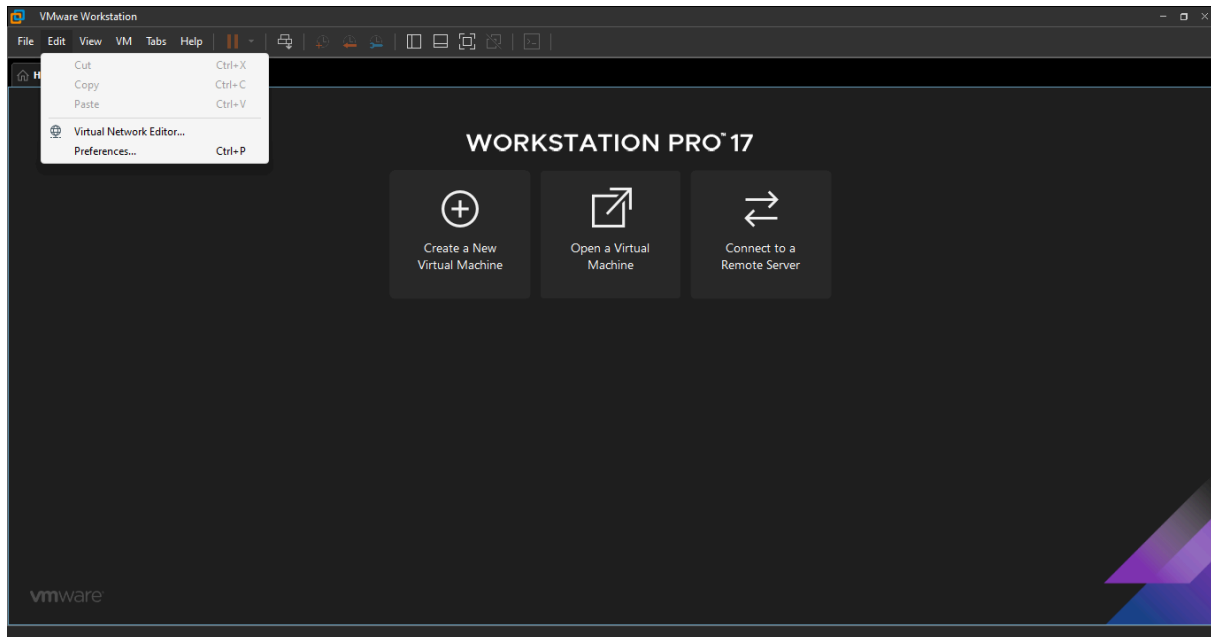 VMware Workstation
File Edit View VM Tabs Help
Cut Ctrl+X
Copy Ctrl+C
Paste Ctrl+V
Virtual Network Editor...
Preferences... Ctrl+P
WORKSTATION PRO™ 17
Create a New
Virtual Machine
Open a Virtual
Machine
Connect to a
Remote Server
vmware